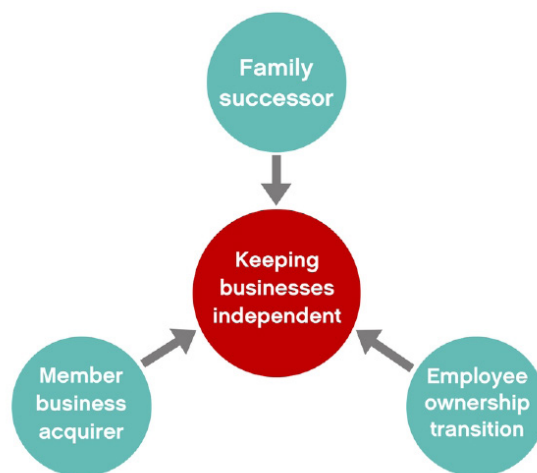 Family
successor
Keeping
businesses
independent
Member
business
acquirer
Employee
ownership
transition